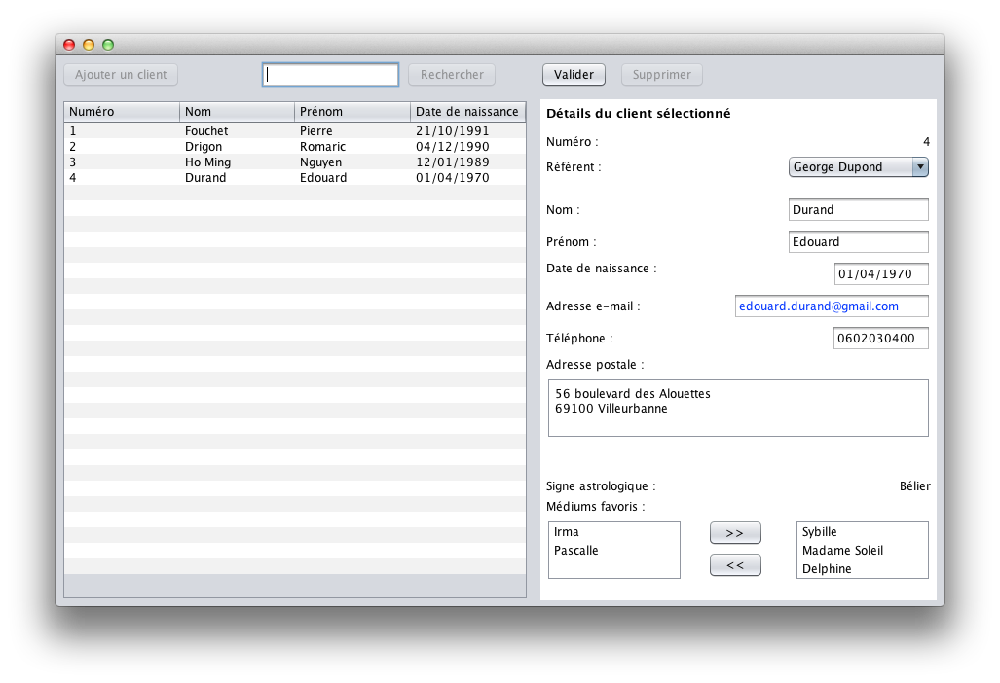 Ajouter un client Rechercher Valider Supprimer
Numéro Nom Prénom Date de naissance
1 Fouchet Pierre 21/10/1991
2 Drigon Romaric 04/12/1990
3 Ho Ming Nguyen 12/01/1989
4 Durand Edouard 01/04/1970
Détails du client sélectionné
Numéro : 4
Référent : George Dupond
Nom : Durand
Prénom : Edouard
Date de naissance : 01/04/1970
Adresse e-mail : edouard.durand@gmail.com
Téléphone : 0602030400
Adresse postale :
56 boulevard des Alouettes
69100 Villeurbanne
Signe astrologique : Bélier
Médiums favoris :
Irma >> Sybille
Pascalle Madame Soleil
<< Delphine